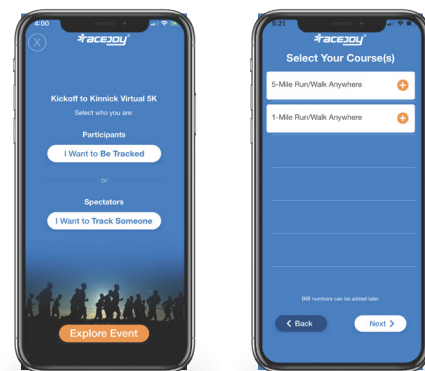 4:00
RACEJOY
X
Kickoff to Kinnick Virtual 5K
Select who you are:
Participants
I Want to Be Tracked
or
Spectators
I Want to Track Someone
Explore Event
5:21
RACEJOY
Select Your Course(s)
5-Mile Run/Walk Anywhere
1-Mile Run/Walk Anywhere
BIB numbers can be added later.
Back
Next